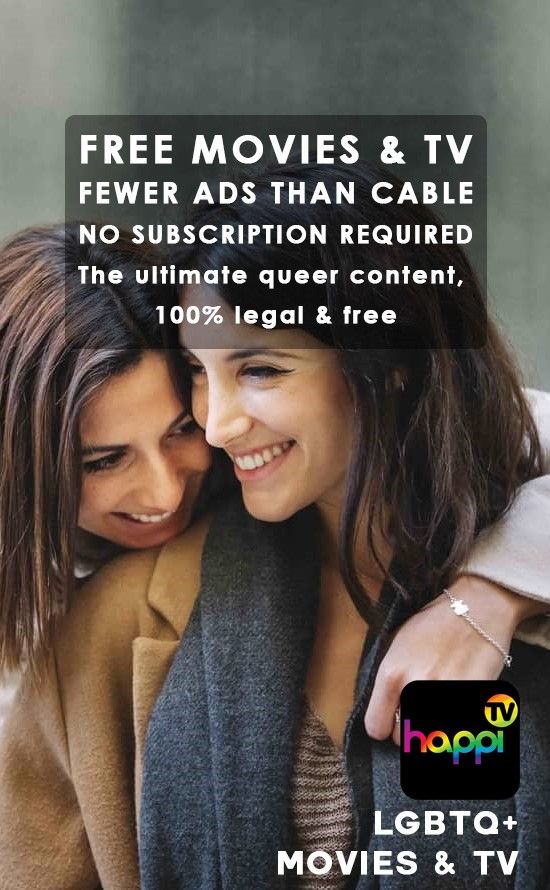 FREE MOVIES & TV
FEWER ADS THAN CABLE
NO SUBSCRIPTION REQUIRED
The ultimate queer content,
100% legal & free
TV
happi
LGBTQ+
MOVIES & TV